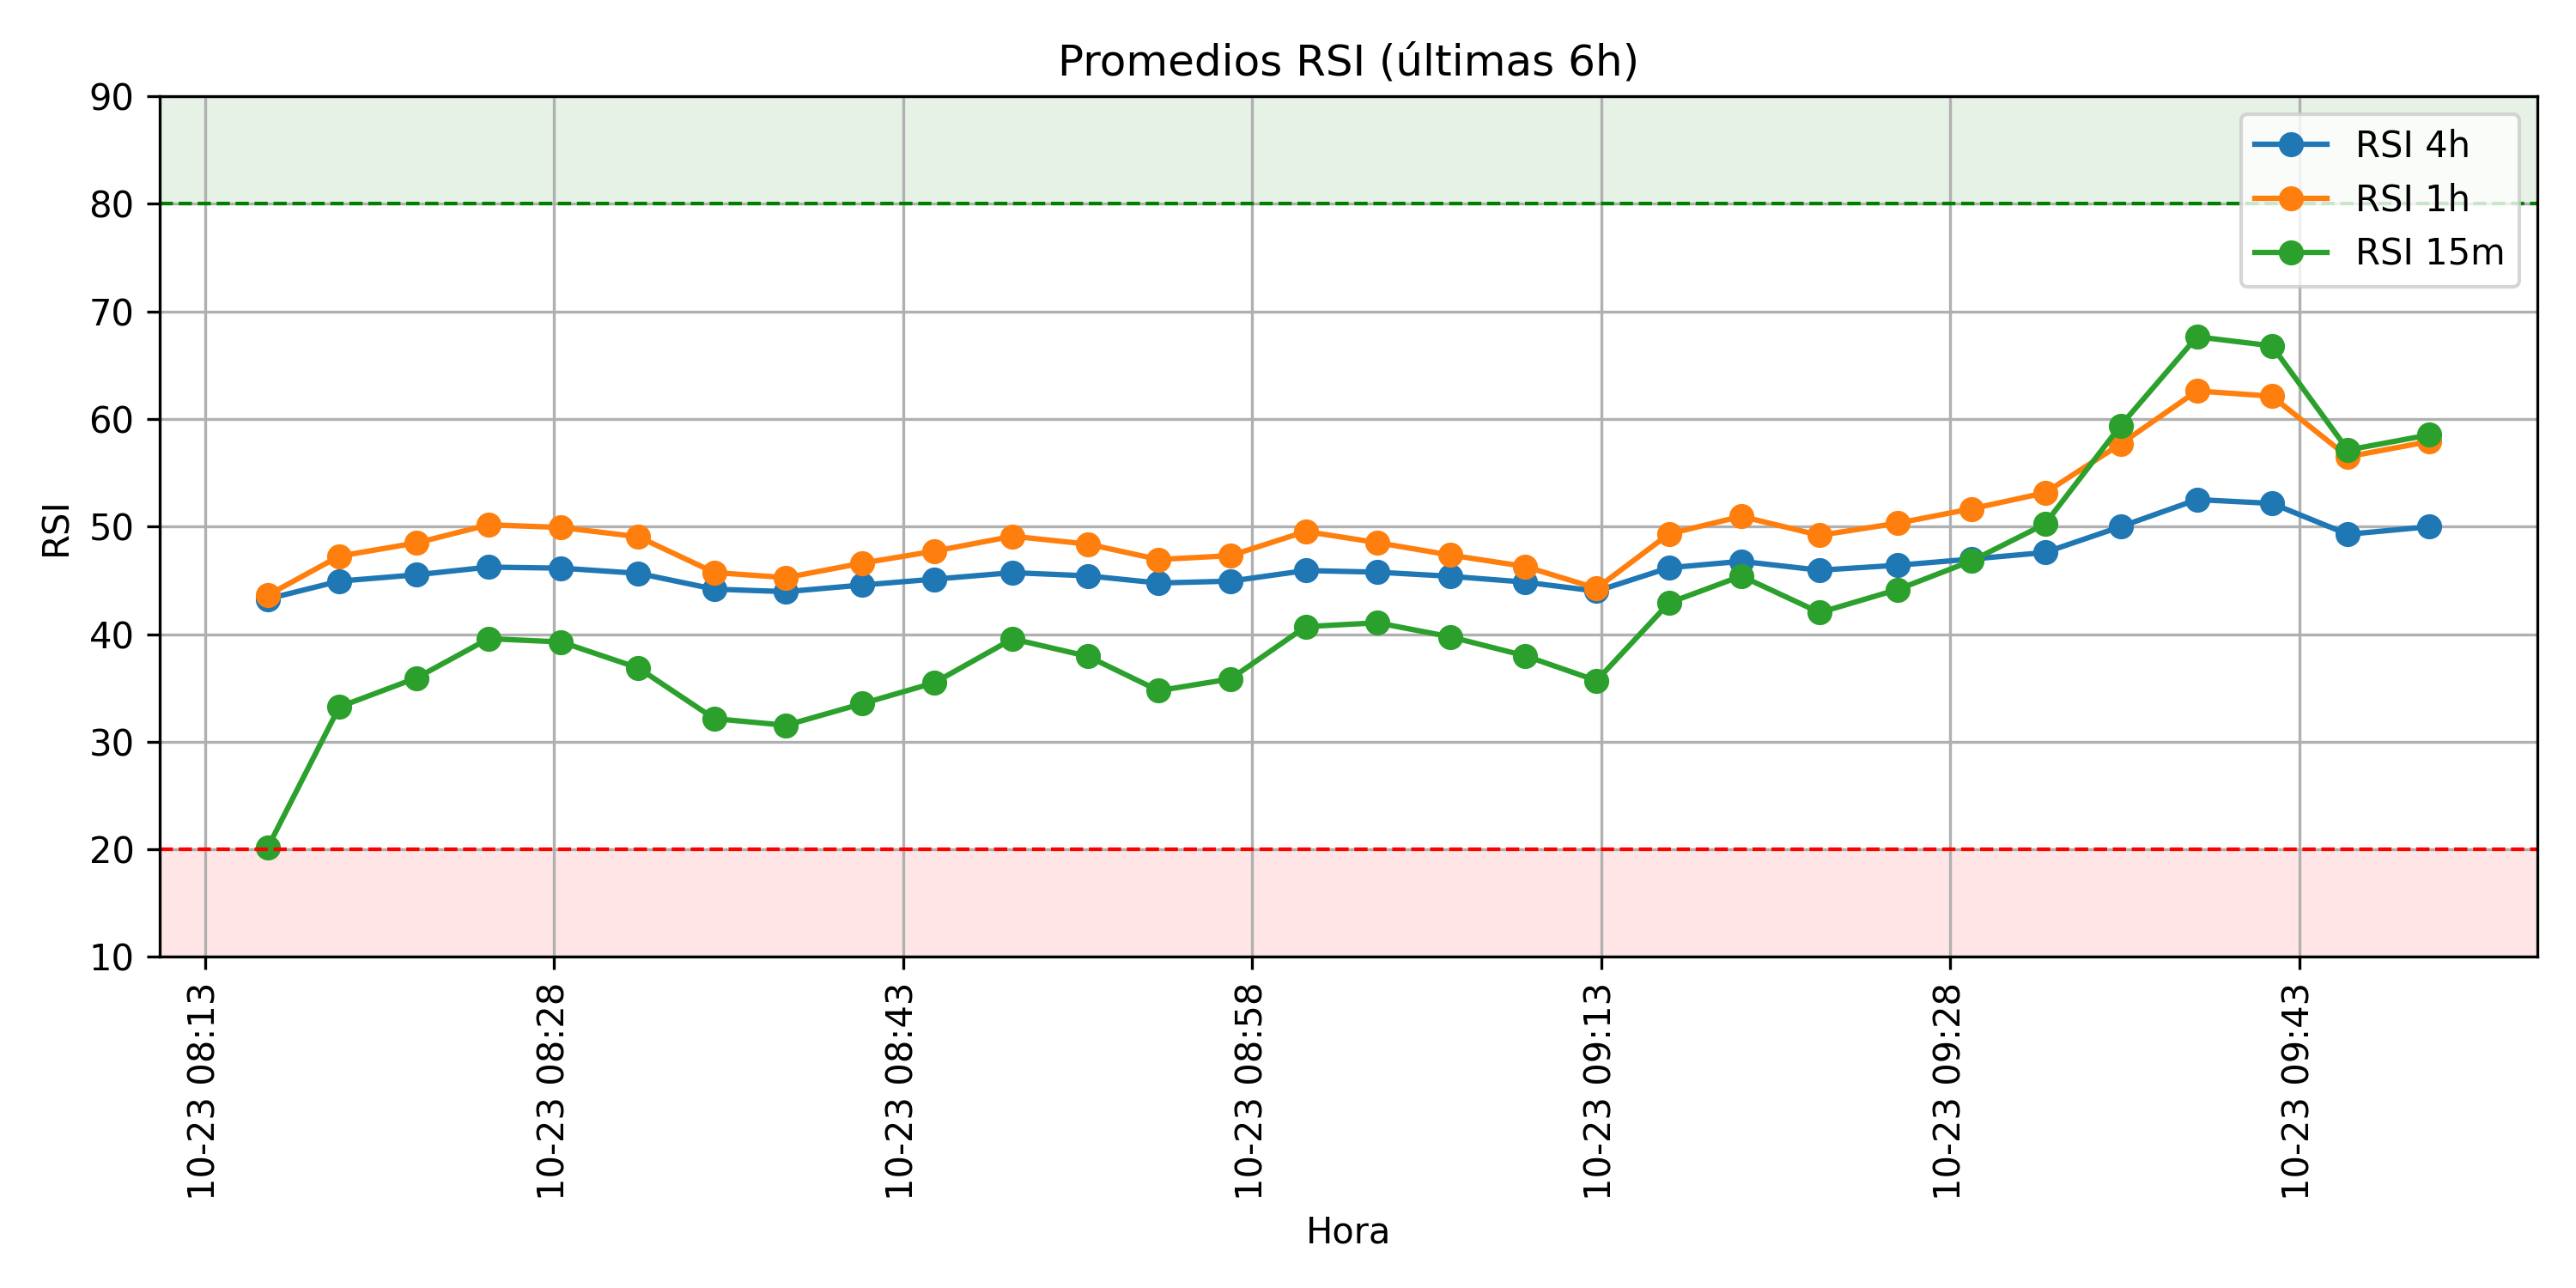 Promedios RSI (últimas 6h)
RSI 4h
RSI 1h
RSI 15m
90
80
70
60
50
40
30
20
10
RSI
10-23 08:13
10-23 08:28
10-23 08:43
10-23 08:58
10-23 09:13
10-23 09:28
10-23 09:43
Hora